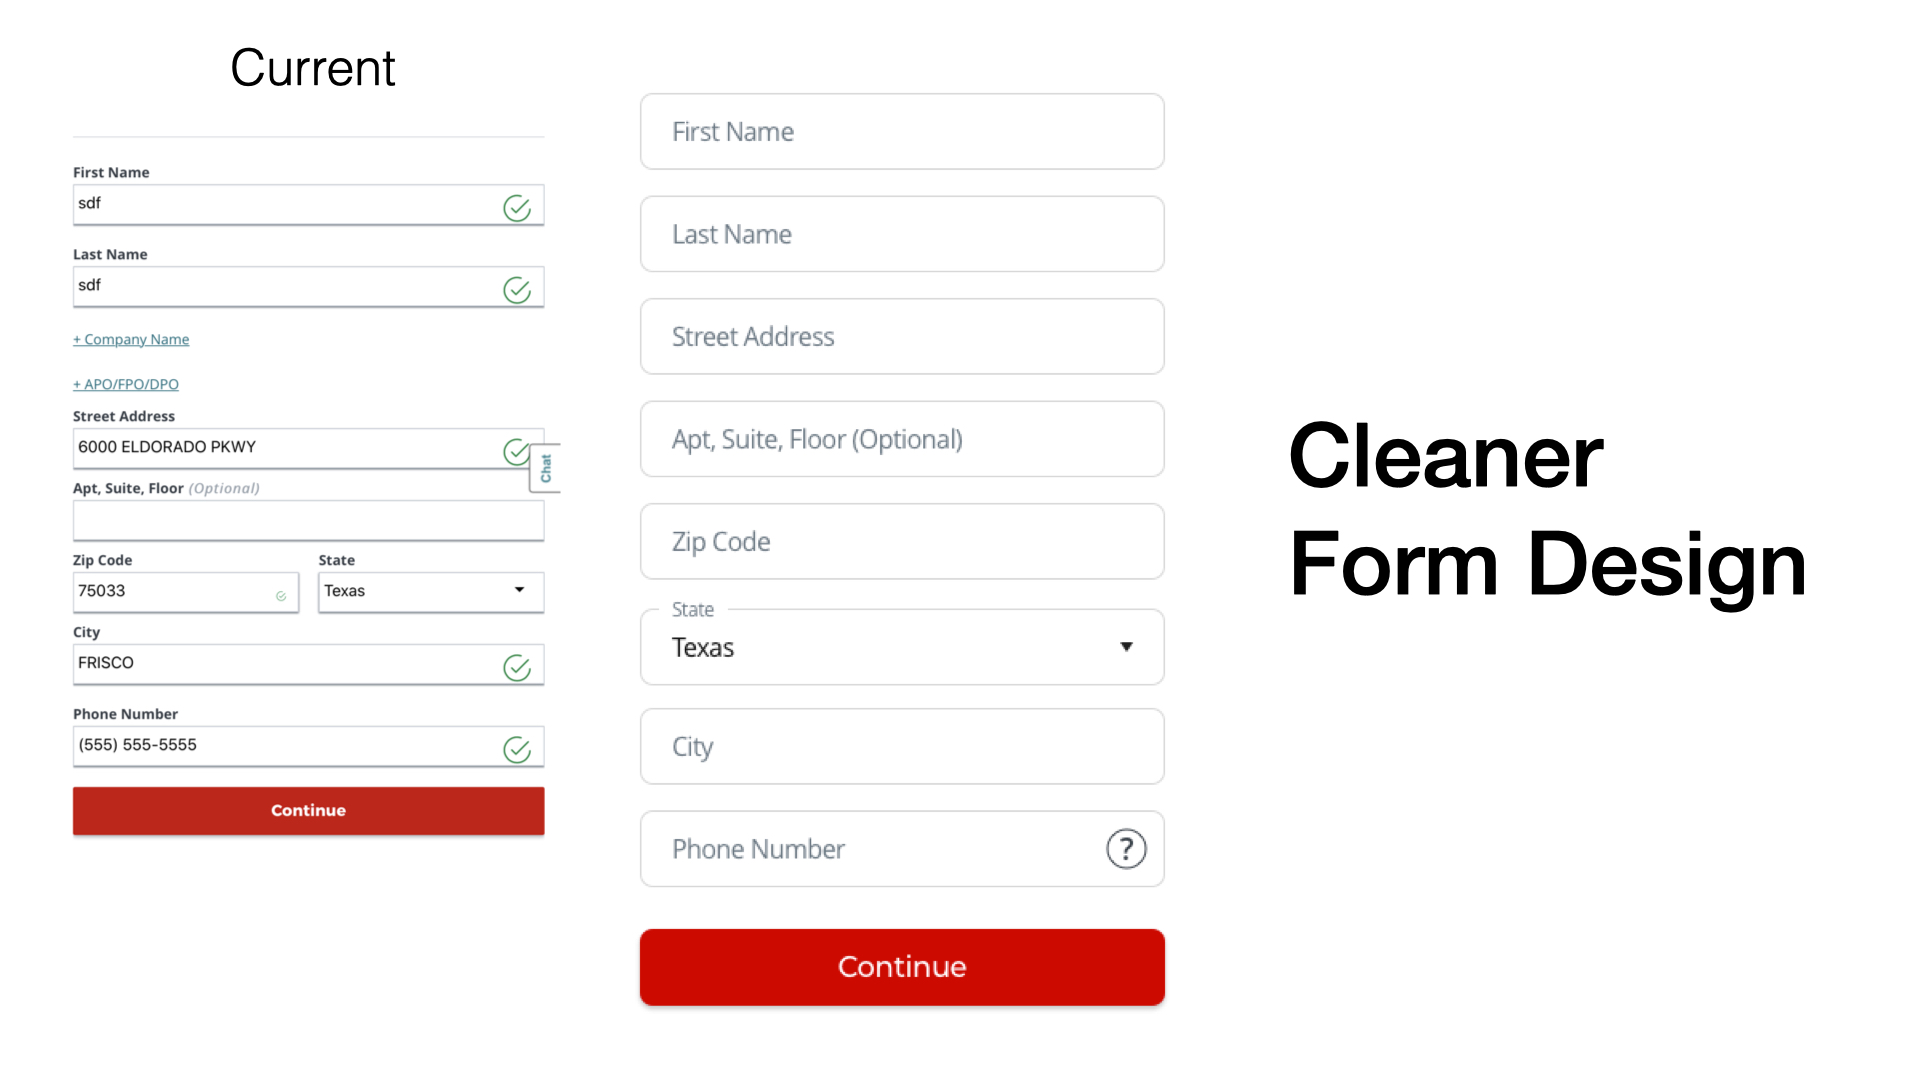 Current
First Name
sdf
Last Name
sdf
+ Company Name
+ APO/FPO/DPO
Street Address
6000 ELDORADO PKWY
Chat
Apt, Suite, Floor (Optional)
Zip Code State
75033 Texas
City
FRISCO
Phone Number
(555) 555-5555
Continue
First Name
Last Name
Street Address
Apt, Suite, Floor (Optional)
Zip Code
State
Texas
City
Phone Number ?
Continue
Cleaner
Form Design